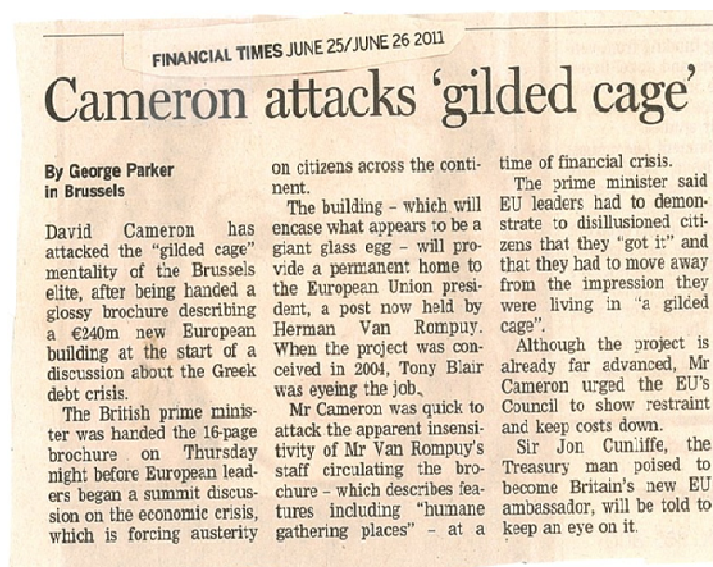 FINANCIAL TIMES JUNE 25/JUNE 26 2011
Cameron attacks 'gilded cage'
By George Parker
in Brussels
David Cameron has
attacked the "gilded cage"
mentality of the Brussels
elite, after being handed a
glossy brochure describing
a €240m new European
building at the start of a
discussion about the Greek
debt crisis.
The British prime minis-
ter was handed the 16-page
brochure on Thursday
night before European lead-
ers began a summit discus-
sion on the economic crisis,
which is forcing austerity
on citizens across the conti-
nent.
The building – which will
encase what appears to be a
giant glass egg – will pro-
vide a permanent home to
the European Union presi-
dent, a post now held by
Herman Van Rompuy.
When the project was con-
ceived in 2004, Tony Blair
was eyeing the job.
Mr Cameron was quick to
attack the apparent insensi-
tivity of Mr Van Rompuy's
staff circulating the bro-
chure – which describes fea-
tures including "humane
gathering places" – at a
time of financial crisis.
The prime minister said
EU leaders had to demon-
strate to disillusioned citi-
zens that they "got it" and
that they had to move away
from the impression they
were living in "a gilded
cage".
Although the project is
already far advanced, Mr
Cameron urged the EU's
Council to show restraint
and keep costs down.
Sir Jon Cunliffe, the
Treasury man poised to
become Britain's new EU
ambassador, will be told to
keep an eye on it.